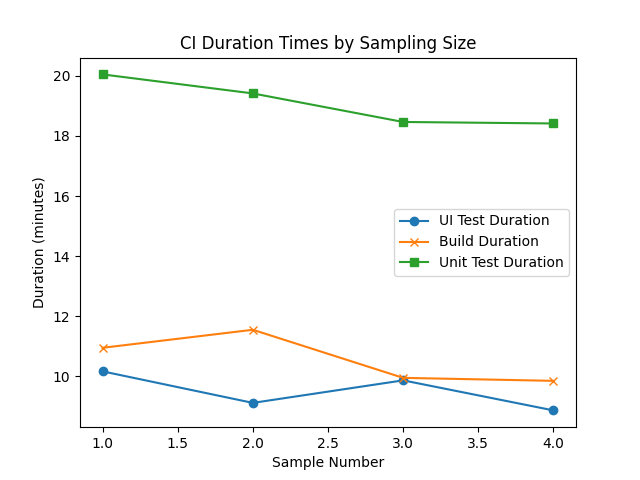 CI Duration Times by Sampling Size
Duration (minutes)
20
18
16
14
12
10
UI Test Duration
Build Duration
Unit Test Duration
1.0 1.5 2.0 2.5 3.0 3.5 4.0
Sample Number